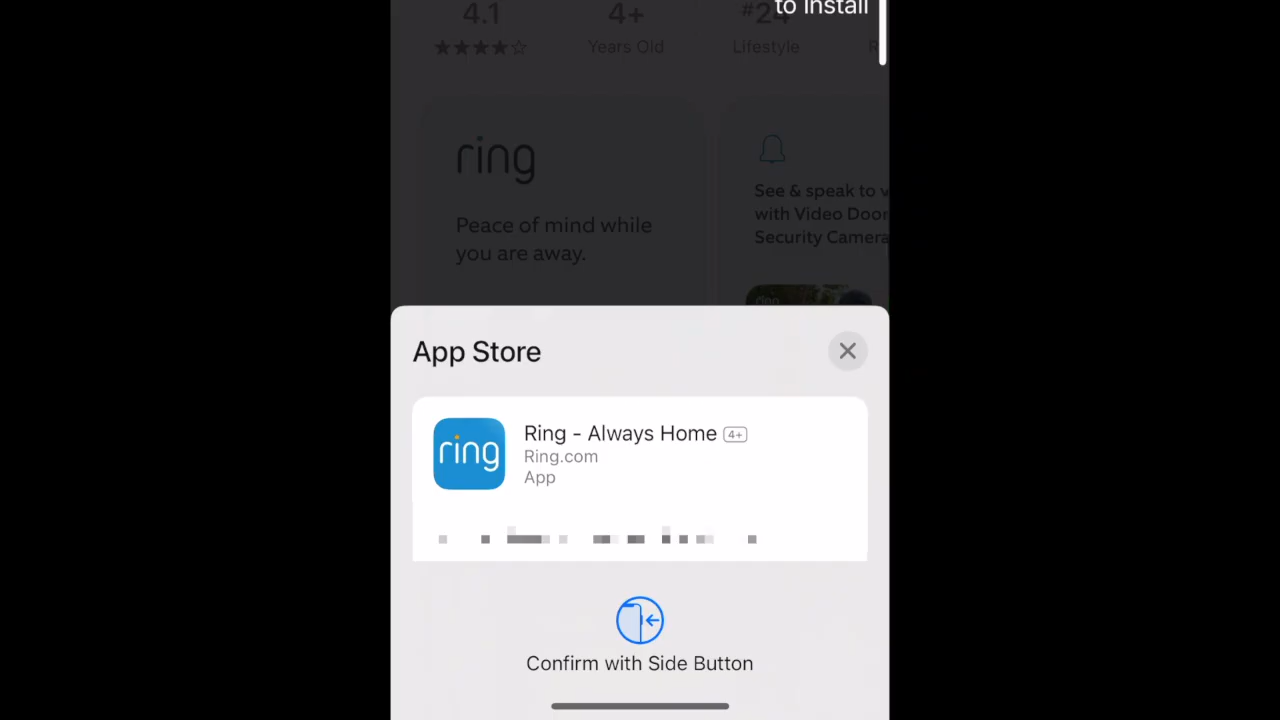 to Install
4.1
4+
#24
Years Old
Lifestyle
ring
Peace of mind while
you are away.
See & speak to v
with Video Door
Security Camera
ring
App Store
ring
Ring - Always Home 4+
Ring.com
App
Confirm with Side Button